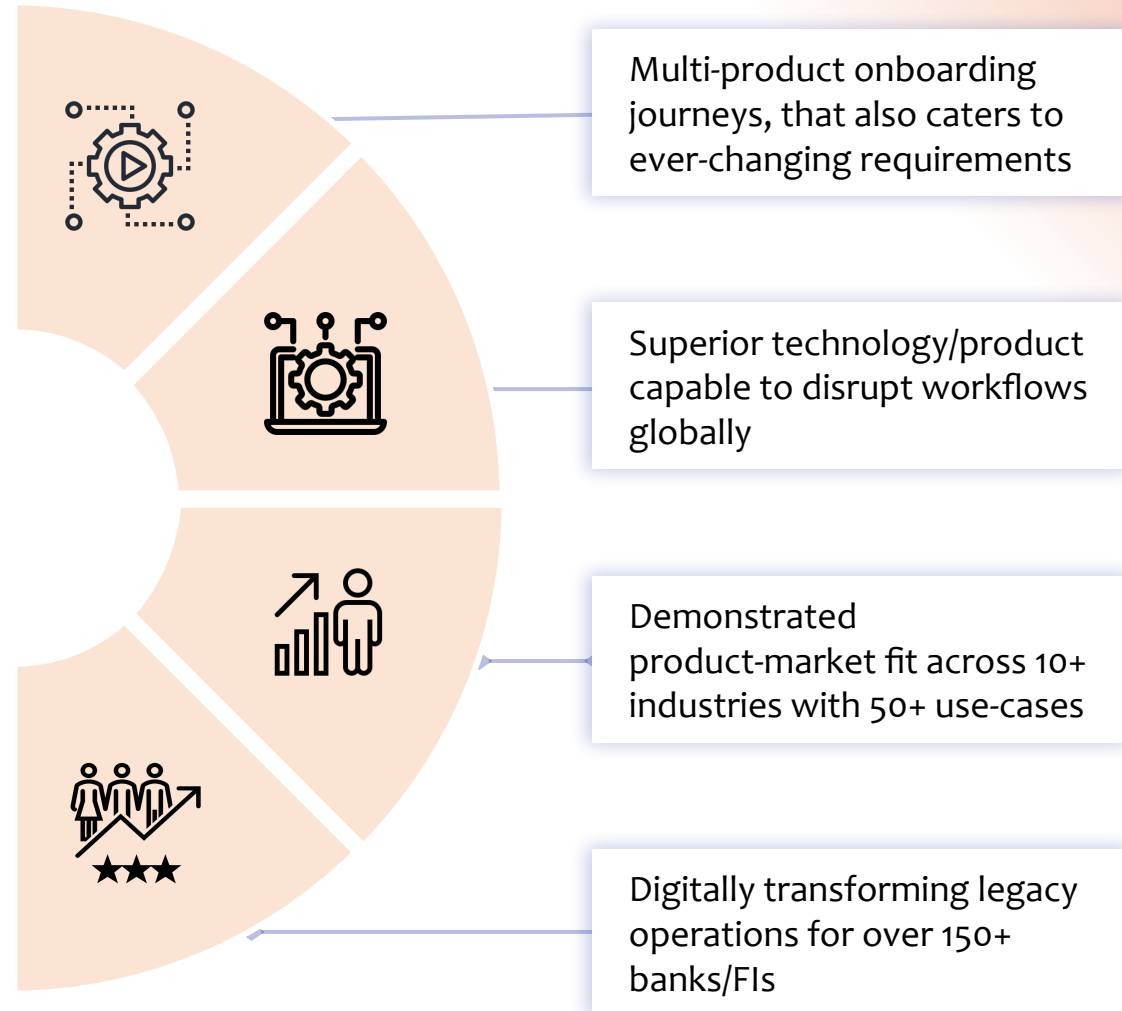 Multi-product onboarding
journeys, that also caters to
ever-changing requirements
Superior technology/product
capable to disrupt workflows
globally
Demonstrated
product-market fit across 10+
industries with 50+ use-cases
Digitally transforming legacy
operations for over 150+
banks/FIs